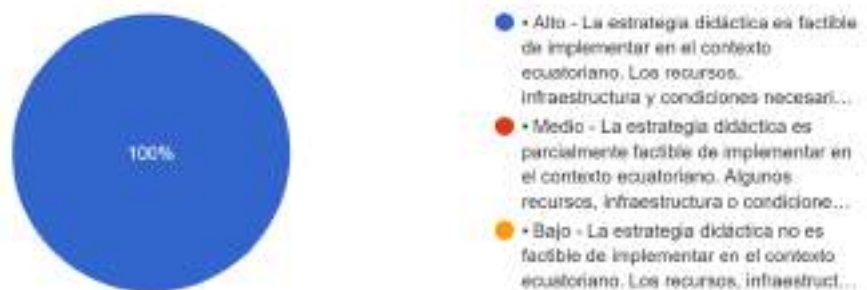 100%
• Alto - La estrategia didáctica es factible
de implementar en el contexto
ecuatoriano. Los recursos,
infraestructura y condiciones necesari...
• Medio - La estrategia didáctica es
parcialmente factible de implementar en
el contexto ecuatoriano. Algunos
recursos, infraestructura o condicione...
• Bajo - La estrategia didáctica no es
factible de implementar en el contexto
ecuatoriano. Los recursos, infraestruct...